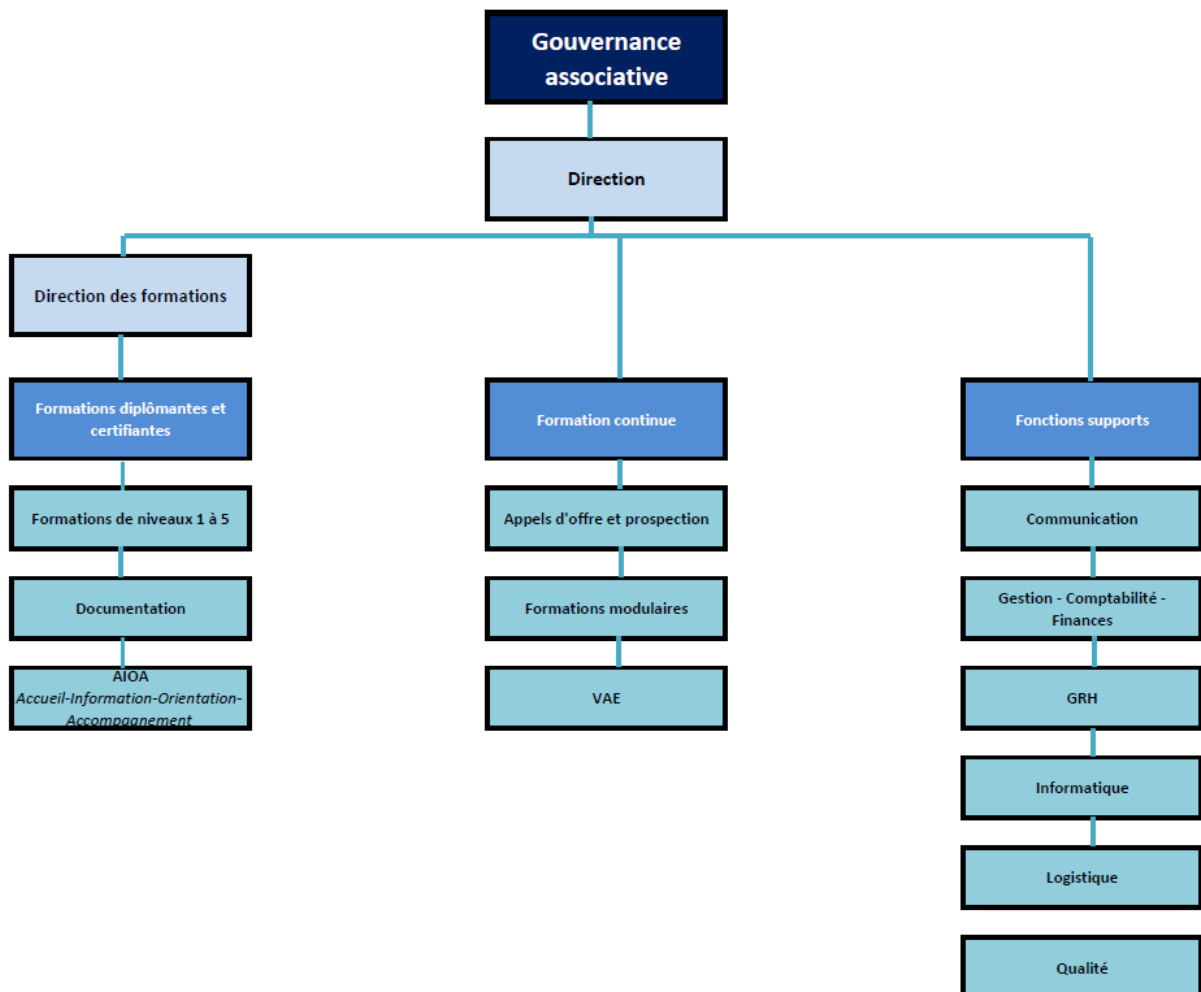 Gouvernance
associative
Direction
Direction des formations
Formations diplômantes et
certifiantes
Formation continue
Fonctions supports
Formations de niveaux 1 à 5
Appels d'offre et prospection
Communication
Documentation
Formations modulaires
Gestion - Comptabilité -
Finances
AIOA
Accueil-Information-Orientation-
Accompagnement
VAE
GRH
Informatique
Logistique
Qualité